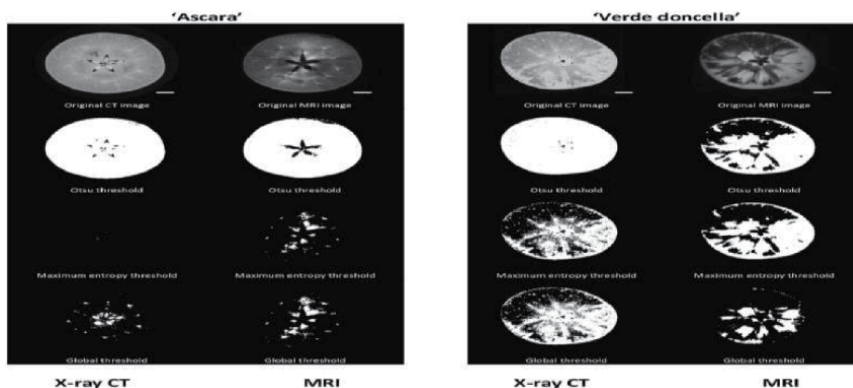 'Ascara' 'Verde doncella'
Original CT image Original MRI image Original CT image Original MRI image
Otsu threshold Otsu threshold Otsu threshold Otsu threshold
Maximum entropy threshold Maximum entropy threshold Maximum entropy threshold Maximum entropy threshold
Global threshold Global threshold Global threshold Global threshold
X-ray CT MRI X-ray CT MRI